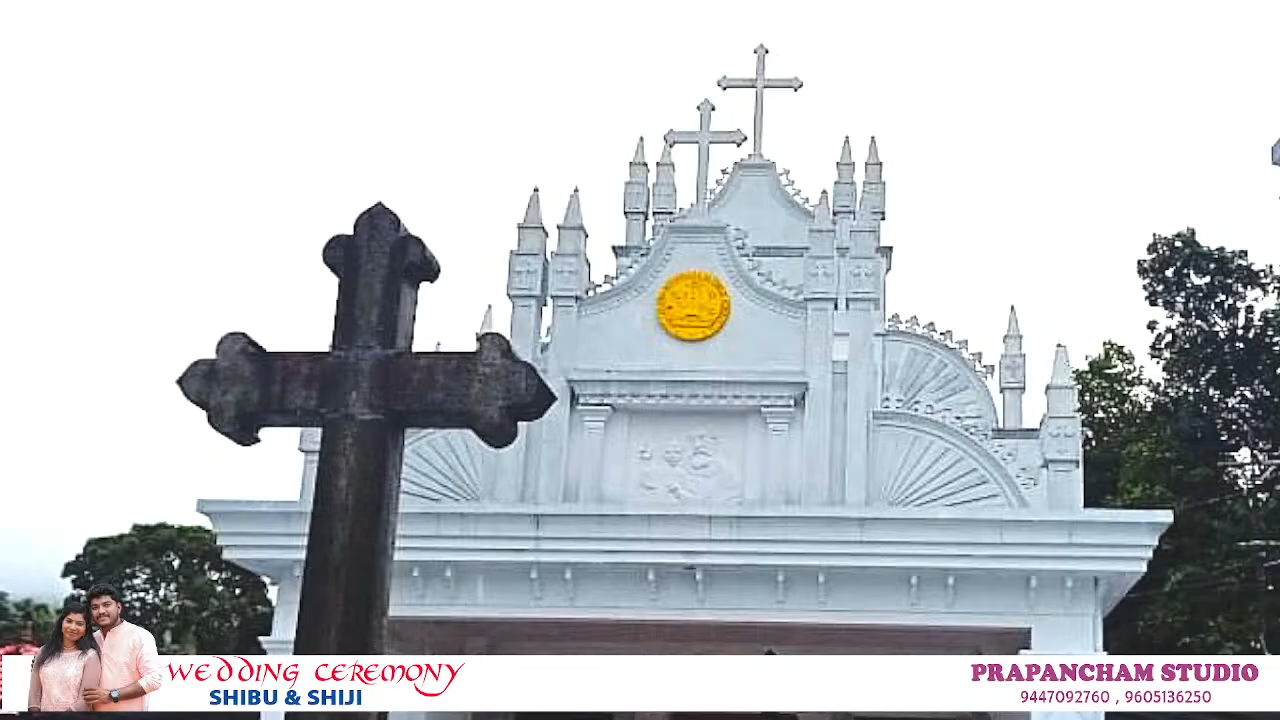 WEDDING CEREMONY
SHIBU & SHIJI
PRAPANCHAM STUDIO
9447092760 , 9605136250